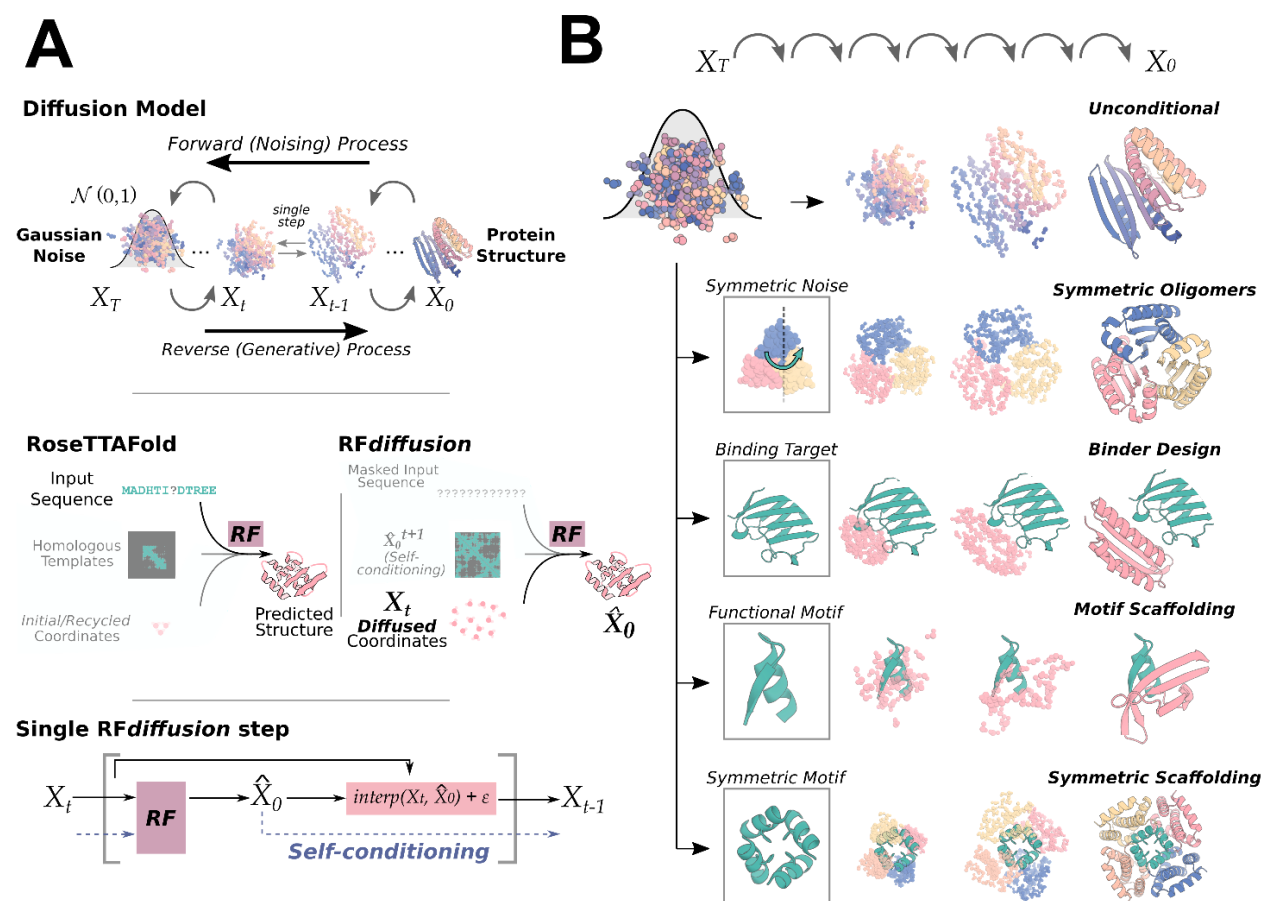 A
Diffusion Model
Forward (Noising) Process
𝒩 (0,1)
single
step
Gaussian
Noise
...
...
Protein
Structure
X_T
X_t
X_{t-1}
X_0
Reverse (Generative) Process
RoseTTAFold
Input
Sequence
MADHTI?DTREE
RF
Homologous
Templates
Initial/Recycled
Coordinates
Predicted
Structure
RFdiffusion
Masked Input
Sequence
????????????
RF
X̂_0^{t+1}
(Self-
conditioning)
X_t
Diffused
Coordinates
X̂_0
Single RFdiffusion step
X_t
RF
X̂_0
interp(X_t, X̂_0) + ε
X_{t-1}
Self-conditioning
B
X_T
X_0
Unconditional
Symmetric Noise
Symmetric Oligomers
Binding Target
Binder Design
Functional Motif
Motif Scaffolding
Symmetric Motif
Symmetric Scaffolding